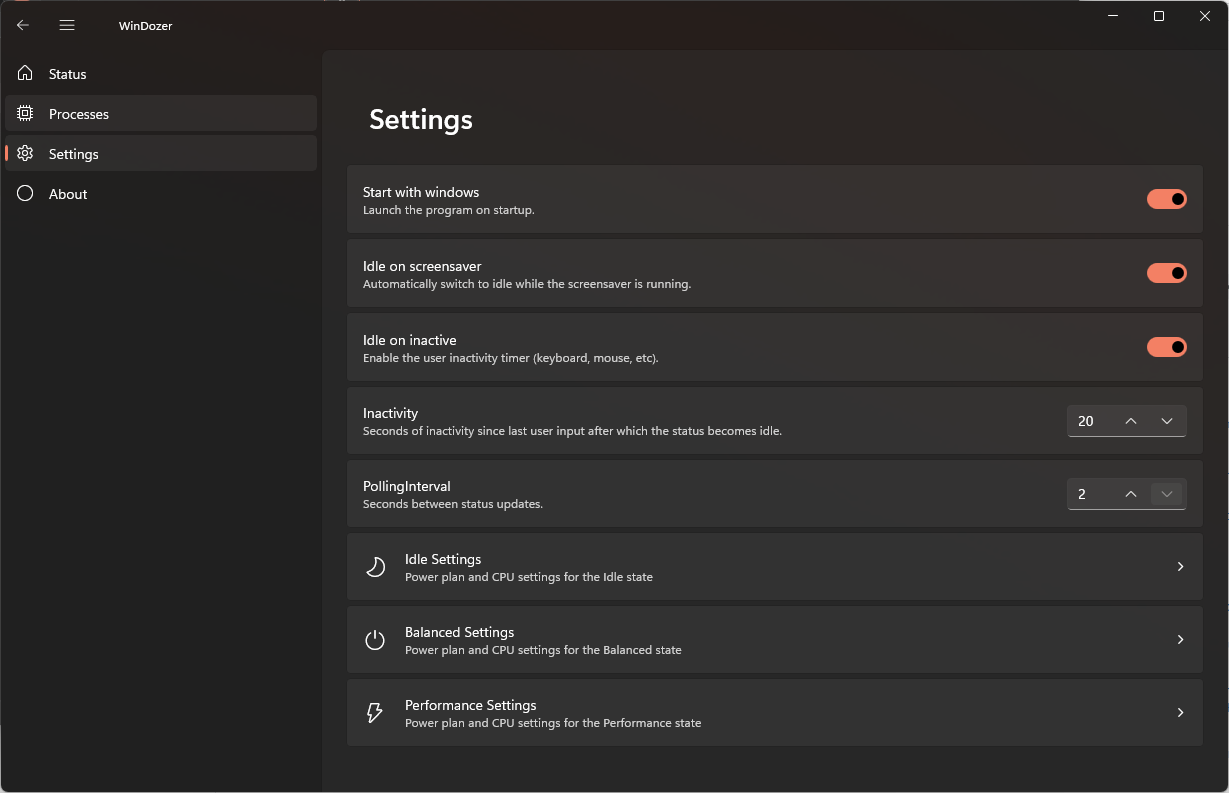 WinDozer
Status
Processes
Settings
About
Settings
Start with windows
Launch the program on startup.
Idle on screensaver
Automatically switch to idle while the screensaver is running.
Idle on inactive
Enable the user inactivity timer (keyboard, mouse, etc).
Inactivity
Seconds of inactivity since last user input after which the status becomes idle.
20
PollingInterval
Seconds between status updates.
2
Idle Settings
Power plan and CPU settings for the Idle state
Balanced Settings
Power plan and CPU settings for the Balanced state
Performance Settings
Power plan and CPU settings for the Performance state